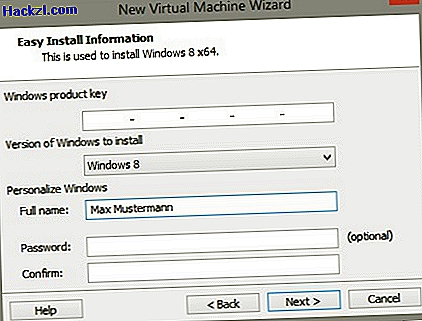 Hackzl.com
New Virtual Machine Wizard
Easy Install Information
This is used to install Windows 8 x64.
Windows product key
- - - -
Version of Windows to install
Windows 8
Personalize Windows
Full name: Max Mustermann
Password: (optional)
Confirm:
Help < Back Next > Cancel